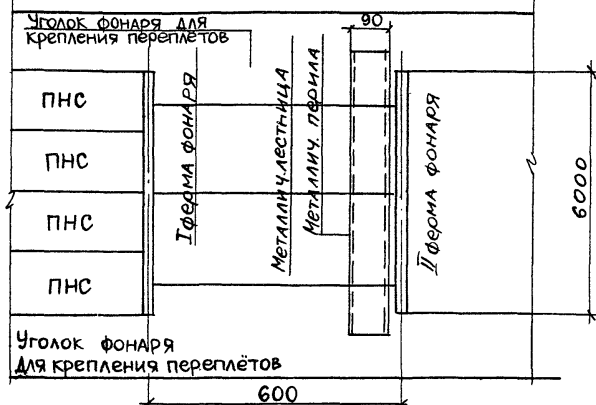 Уголок фонаря для
крепления переплётов
90
ПНС
ПНС
ПНС
ПНС
I ферма фонаря
Металлич. лестница
Металлич. перила
II ферма фонаря
6000
Уголок фонаря
Для крепления переплётов
600